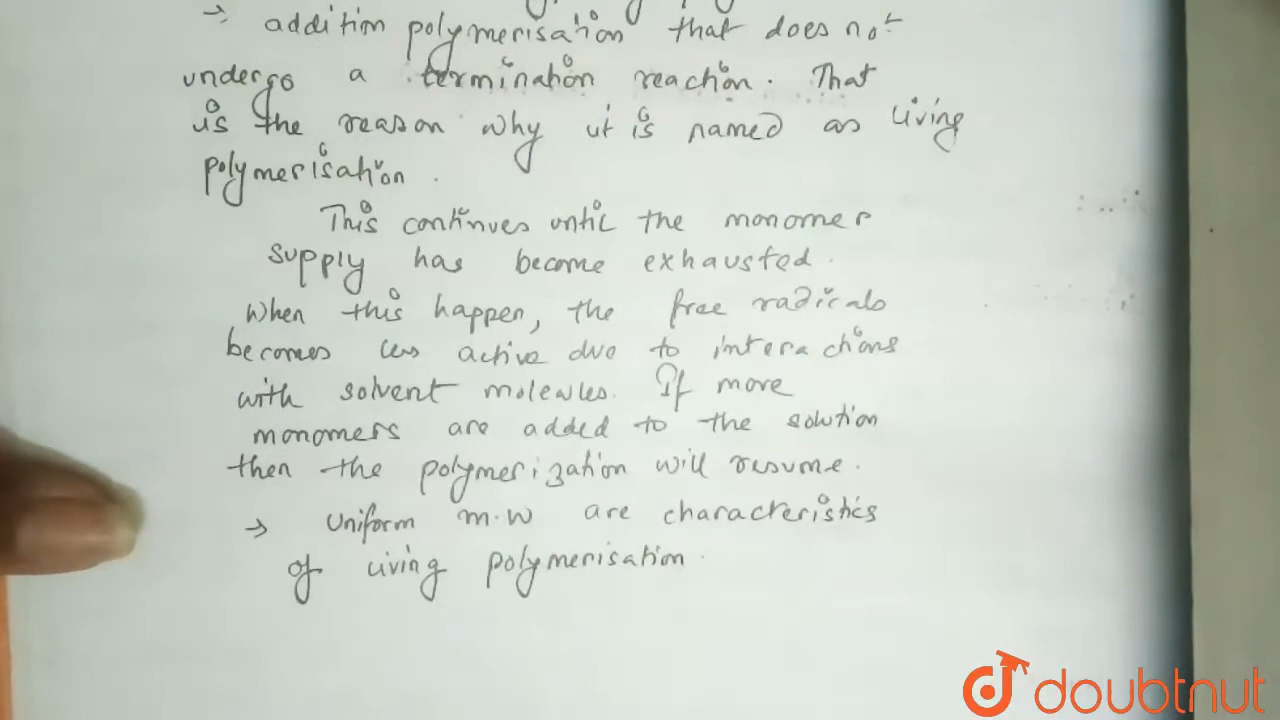 → addition polymerisation that does not
undergo a termination reaction. That
is the reason why it is named as living
polymerisation.
This continues until the monomer
supply has become exhausted.
When this happen, the free radicals
becomes less active due to interactions
with solvent molecules. If more
monomers are added to the solution
then the polymerization will resume.
→ Uniform m.w are characteristics
of living polymerisation.
doubtnut